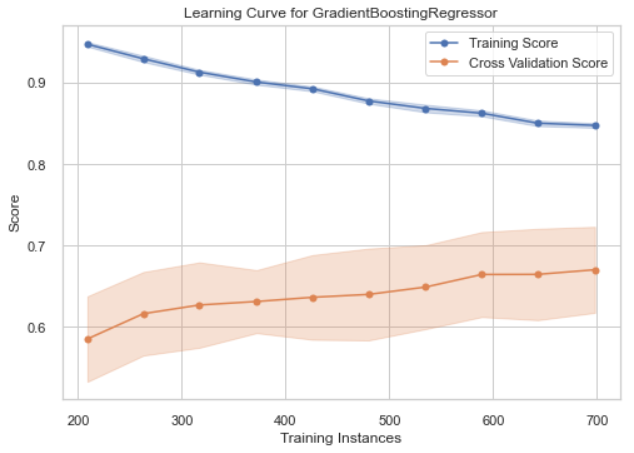 Learning Curve for GradientBoostingRegressor
Training Score
Cross Validation Score
Score
0.9
0.8
0.7
0.6
200 300 400 500 600 700
Training Instances